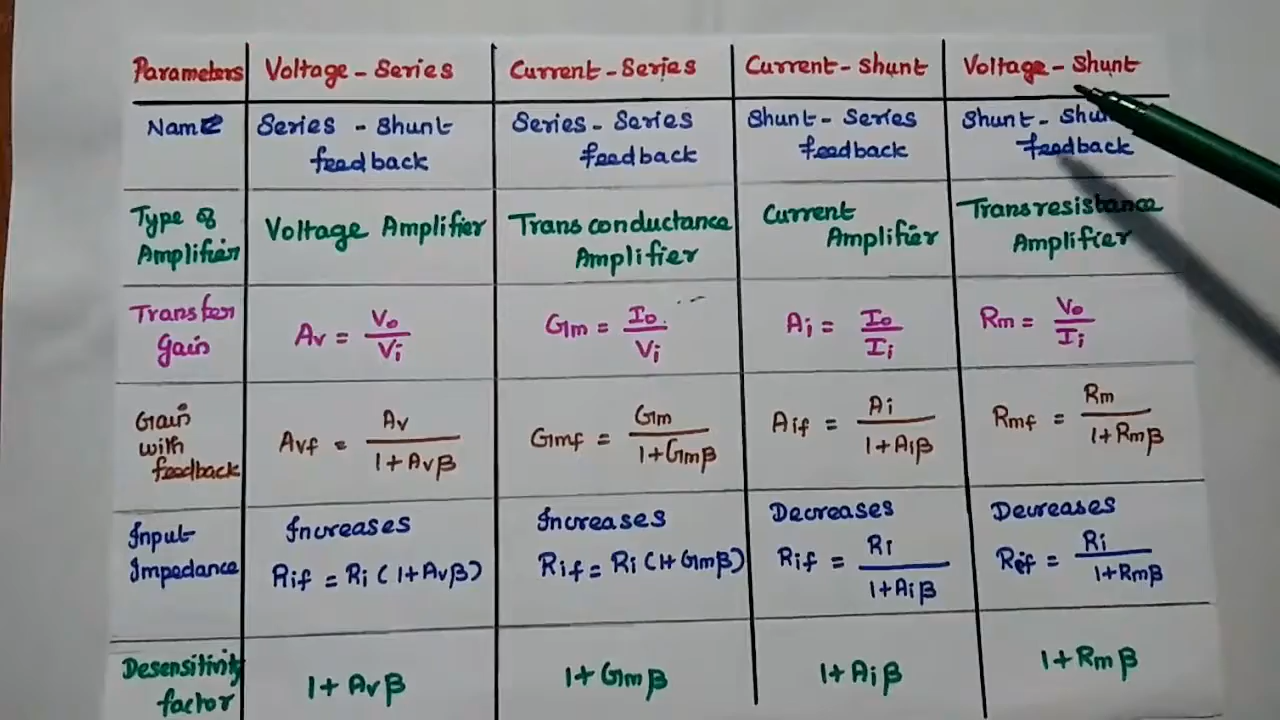 Parameters Voltage - Series Current - Series Current - Shunt Voltage - Shunt
Name Series - Shunt feedback Series - Series feedback Shunt - Series feedback Shunt - Shunt feedback
Type of Amplifier Voltage Amplifier Trans conductance Amplifier Current Amplifier Transresistance Amplifier
Transfer gain Av = Vo/Vi Gm = Io/Vi Ai = Io/Ii Rm = Vo/Ii
Gain with feedback Avf = Av/1+Avβ Gmf = Gm/1+Gmβ Aif = Ai/1+Aiβ Rmf = Rm/1+Rmβ
Input Impedance Increases Rif = Ri (1+Avβ) Increases Rif = Ri (1+Gmβ) Decreases Rif = Ri/1+Aiβ Decreases Rif = Ri/1+Rmβ
Desensitivity factor 1+Avβ 1+Gmβ 1+Aiβ 1+Rmβ